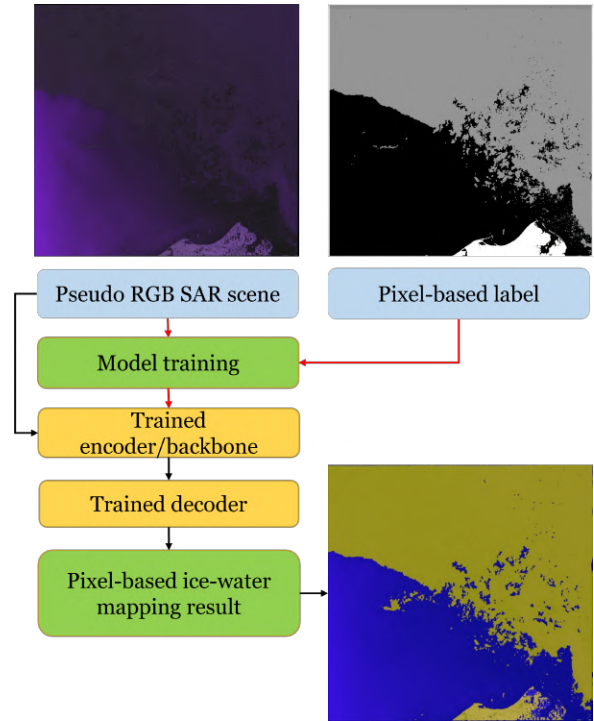 Pseudo RGB SAR scene
Pixel-based label
Model training
Trained
encoder/backbone
Trained decoder
Pixel-based ice-water
mapping result